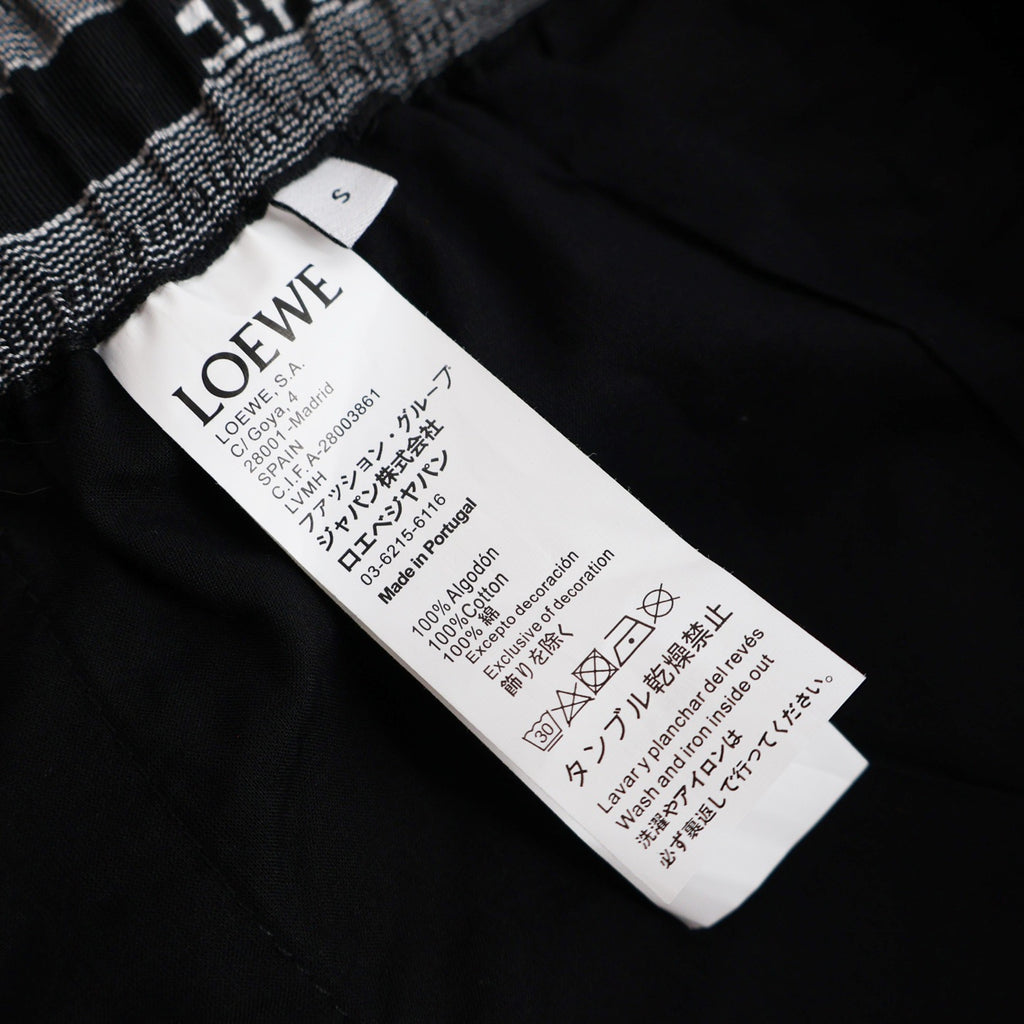 S
LOEWE
LOEWE, S.A.
C/ Goya, 4
28001 -Madrid
SPAIN
C.I.F. A-28003861
LVMH
ファッション・グループ
ジャパン株式会社
ロエベジャパン
03-6215-6116
Made in Portugal
100% Algodón
100%Cotton
100% 綿
Excepto decoración
Exclusive of decoration
飾りを除く
30
タンブル乾燥禁止
Lavar y planchar del revés
Wash and iron inside out
洗濯やアイロンは
必ず裏返しで行ってください。